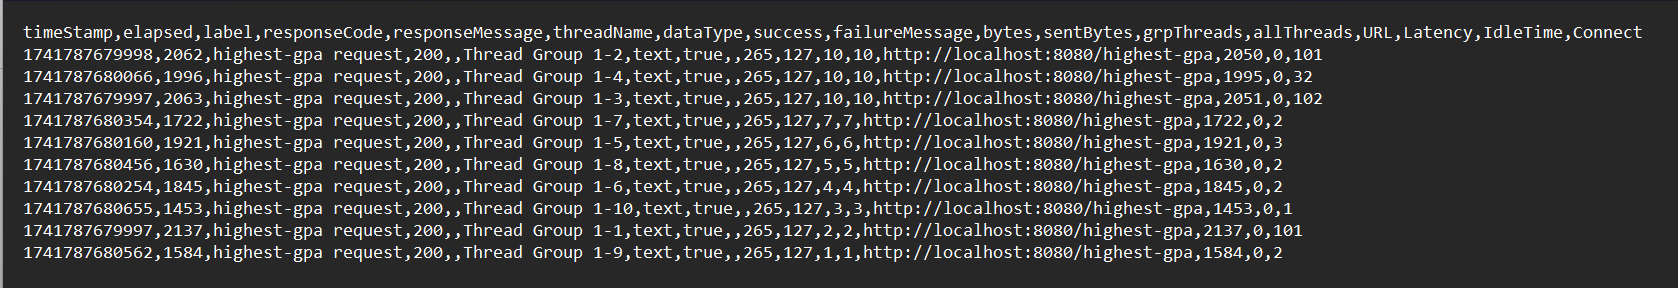 timeStamp,elapsed,label,responseCode,responseMessage,threadName,dataType,success,failureMessage,bytes,sentBytes,grpThreads,allThreads,URL,Latency,IdleTime,Connect
1741787679998,2062,highest-gpa request,200,,Thread Group 1-2,text,true,,265,127,10,10,http://localhost:8080/highest-gpa,2050,0,101
1741787680066,1996,highest-gpa request,200,,Thread Group 1-4,text,true,,265,127,10,10,http://localhost:8080/highest-gpa,1995,0,32
1741787679997,2063,highest-gpa request,200,,Thread Group 1-3,text,true,,265,127,10,10,http://localhost:8080/highest-gpa,2051,0,102
1741787680354,1722,highest-gpa request,200,,Thread Group 1-7,text,true,,265,127,7,7,http://localhost:8080/highest-gpa,1722,0,2
1741787680160,1921,highest-gpa request,200,,Thread Group 1-5,text,true,,265,127,6,6,http://localhost:8080/highest-gpa,1921,0,3
1741787680456,1630,highest-gpa request,200,,Thread Group 1-8,text,true,,265,127,5,5,http://localhost:8080/highest-gpa,1630,0,2
1741787680254,1845,highest-gpa request,200,,Thread Group 1-6,text,true,,265,127,4,4,http://localhost:8080/highest-gpa,1845,0,2
1741787680655,1453,highest-gpa request,200,,Thread Group 1-10,text,true,,265,127,3,3,http://localhost:8080/highest-gpa,1453,0,1
1741787679997,2137,highest-gpa request,200,,Thread Group 1-1,text,true,,265,127,2,2,http://localhost:8080/highest-gpa,2137,0,101
1741787680562,1584,highest-gpa request,200,,Thread Group 1-9,text,true,,265,127,1,1,http://localhost:8080/highest-gpa,1584,0,2